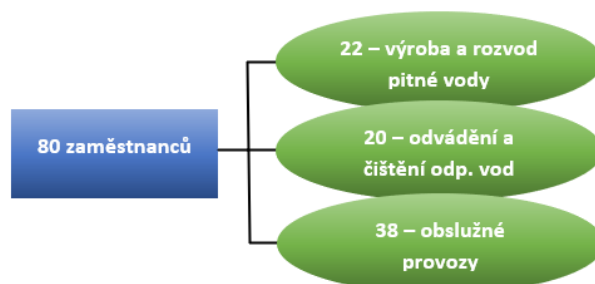 22 – výroba a rozvod
pitné vody
80 zaměstnanců
20 – odvádění a
čištění odp. vod
38 – obslužné
provozy